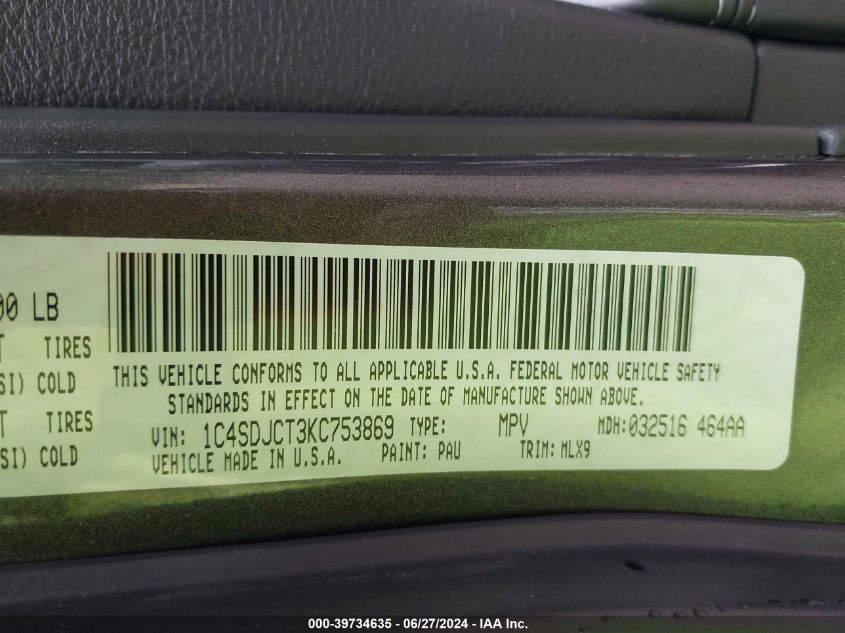 00 LB
TIRES
SI) COLD
TIRES
SI) COLD
THIS VEHICLE CONFORMS TO ALL APPLICABLE U.S.A. FEDERAL MOTOR VEHICLE SAFETY
STANDARDS IN EFFECT ON THE DATE OF MANUFACTURE SHOWN ABOVE.
VIN: 1C4SDJCT3KC753869 TYPE: MPV MDH:032516 464AA
VEHICLE MADE IN U.S.A. PAINT: PAU TRIM: MLX9
000-39734635 - 06/27/2024 - IAA Inc.